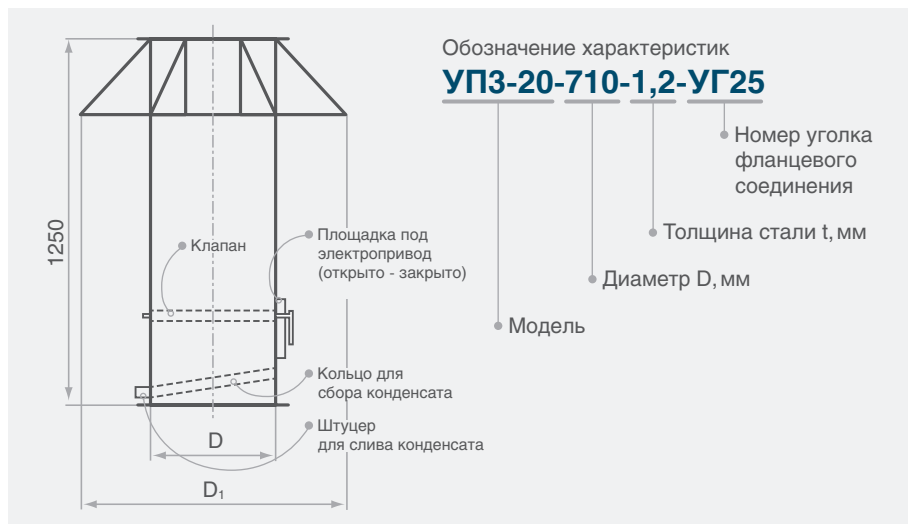 Обозначение характеристик
УП3-20-710-1,2-УГ25
Номер уголка
фланцевого
соединения
Толщина стали t, мм
Диаметр D, мм
Модель
1250
Клапан
Площадка под
электропривод
(открыто - закрыто)
Кольцо для
сбора конденсата
Штуцер
для слива конденсата
D
D₁